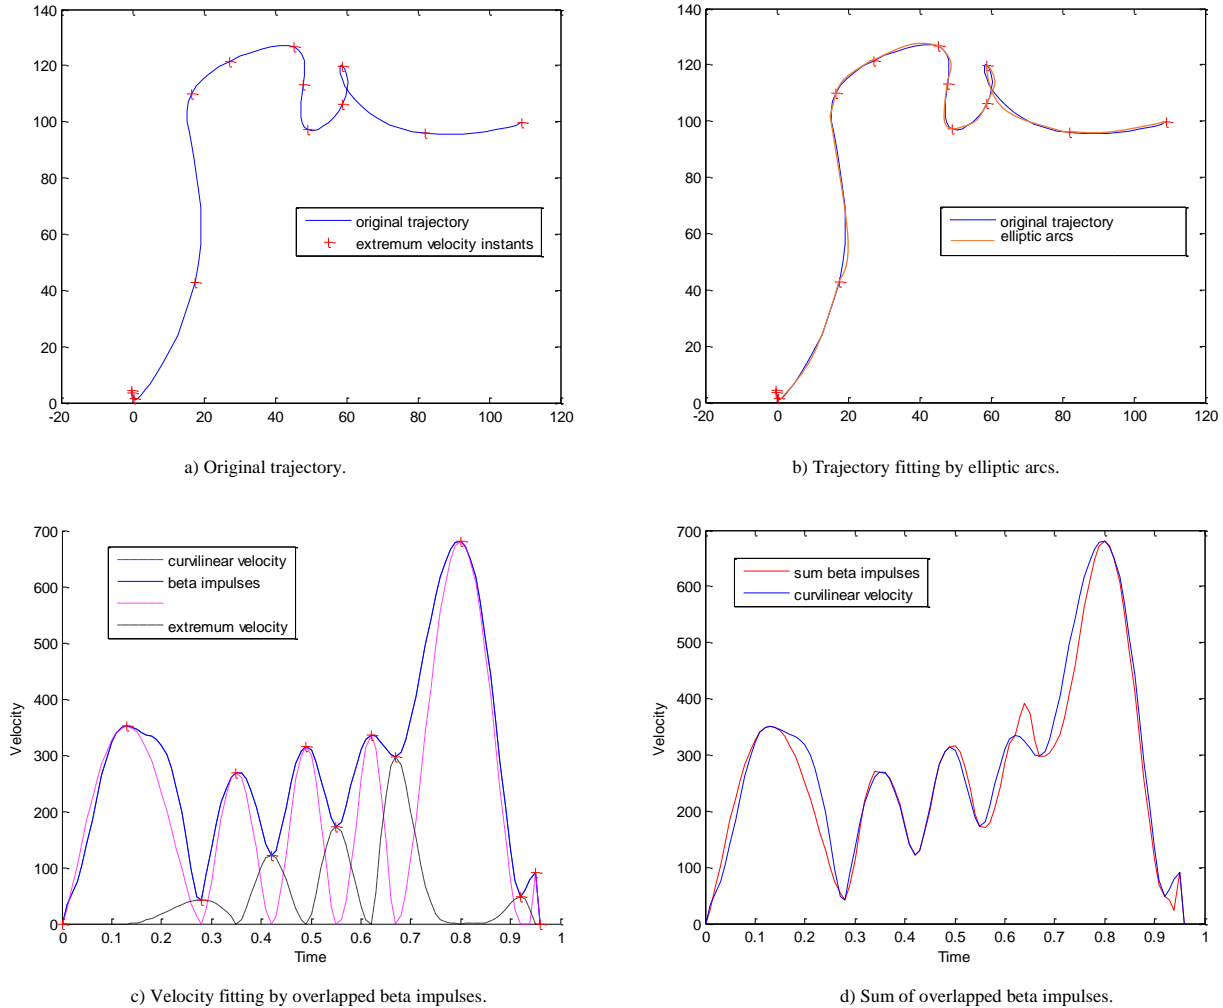 140
120
100
80
60
40
20
0
-20 0 20 40 60 80 100 120
original trajectory
extremum velocity instants
a) Original trajectory.
140
120
100
80
60
40
20
0
-20 0 20 40 60 80 100 120
original trajectory
elliptic arcs
b) Trajectory fitting by elliptic arcs.
700
600
500
400
300
200
100
0
Velocity
0 0.1 0.2 0.3 0.4 0.5 0.6 0.7 0.8 0.9 1
Time
curvilinear velocity
beta impulses
extremum velocity
c) Velocity fitting by overlapped beta impulses.
700
600
500
400
300
200
100
0
Velocity
0 0.1 0.2 0.3 0.4 0.5 0.6 0.7 0.8 0.9 1
Time
sum beta impulses
curvilinear velocity
d) Sum of overlapped beta impulses.